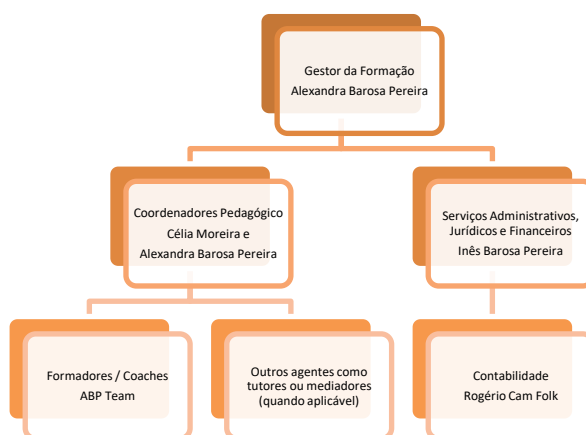 Gestor da Formação
Alexandra Barosa Pereira
Coordenadores Pedagógico
Célia Moreira e
Alexandra Barosa Pereira
Serviços Administrativos,
Jurídicos e Financeiros
Inês Barosa Pereira
Formadores / Coaches
ABP Team
Outros agentes como
tutores ou mediadores
(quando aplicável)
Contabilidade
Rogério Cam Folk